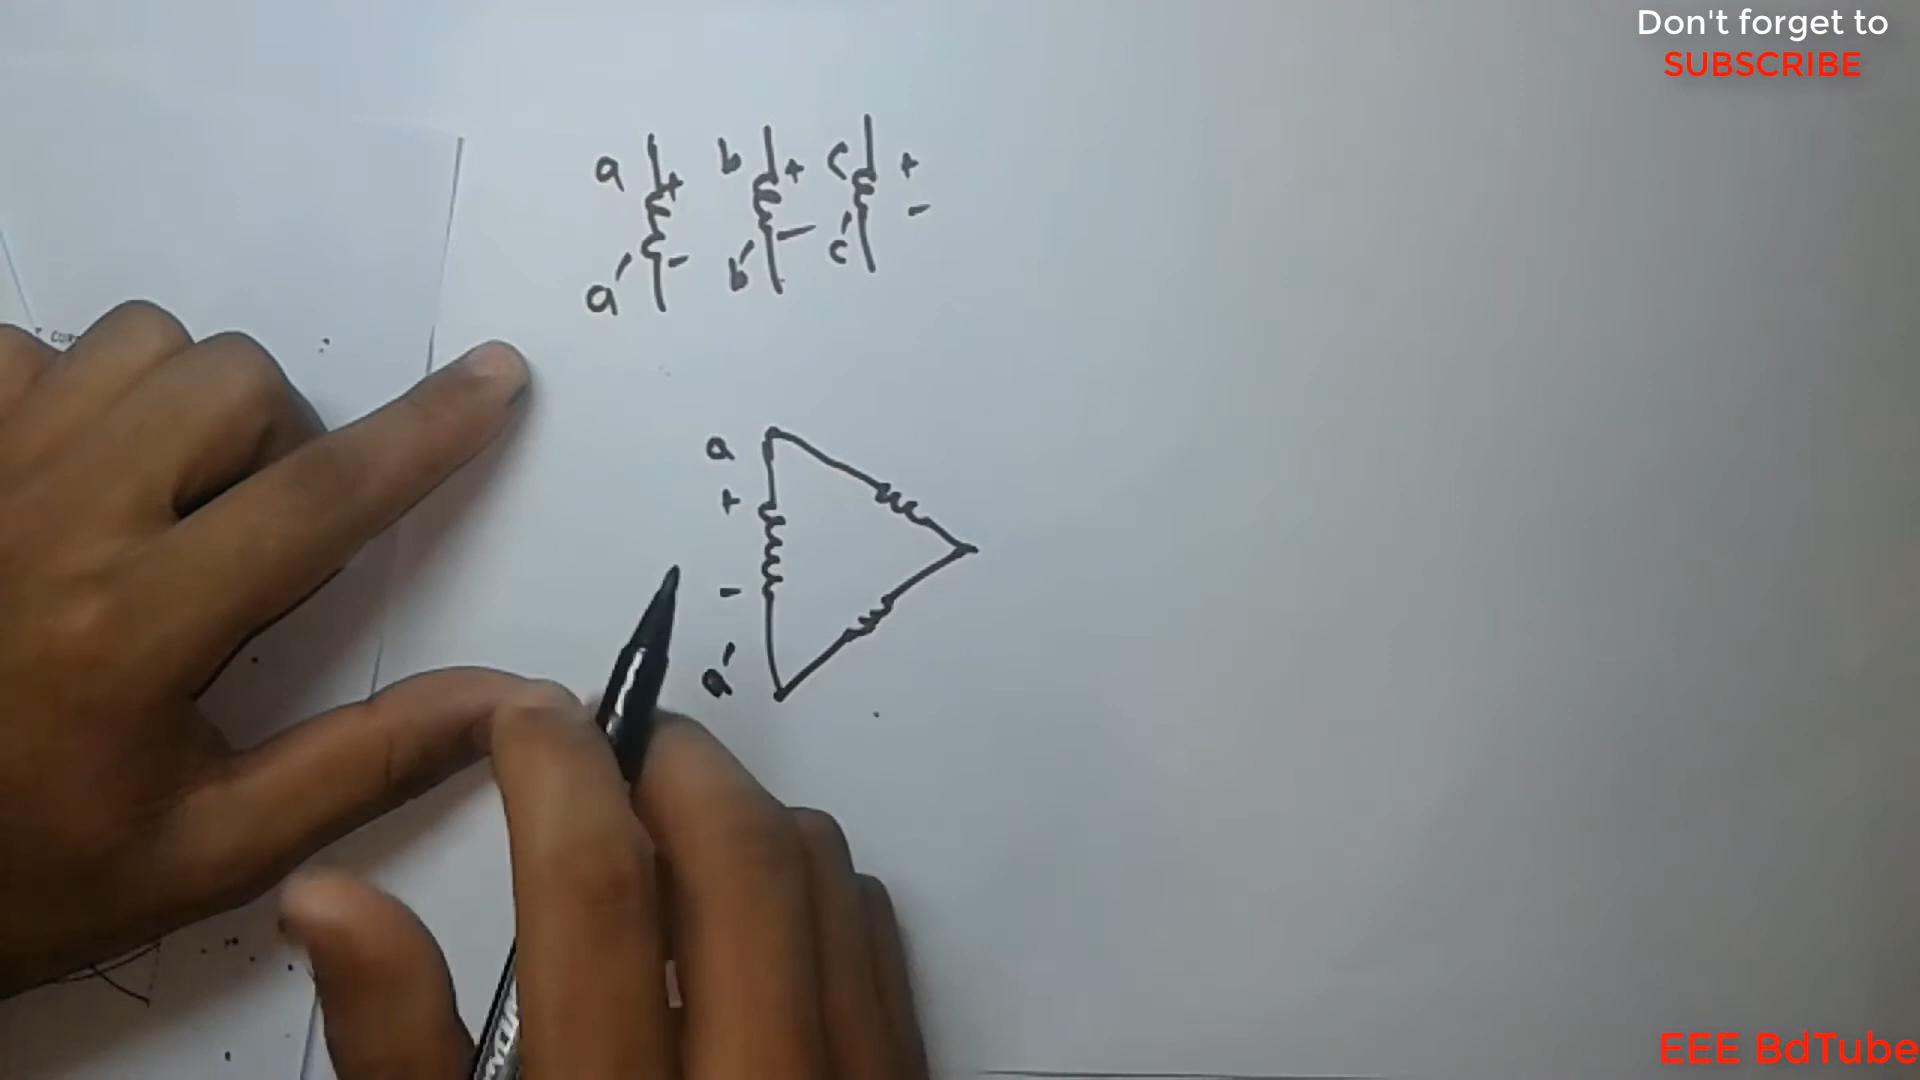 Don't forget to
SUBSCRIBE
a + b + c +
a' - b' - c' -
a
+
-
a'
EEE BdTube